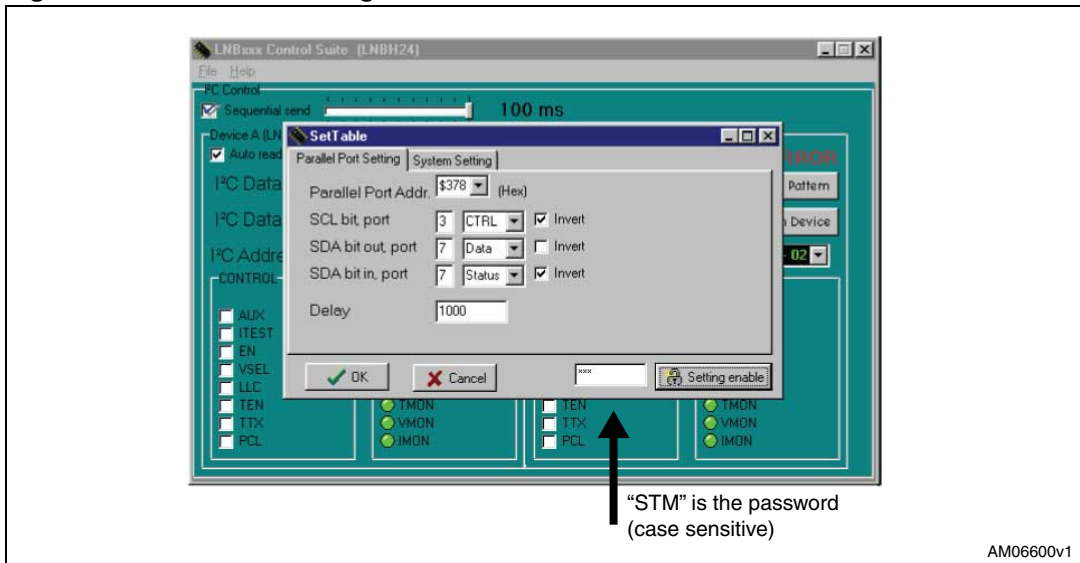 LNBxxx Control Suite (LNBH24)
File Help
I²C Control
Sequential send 100 ms
Device A (LN
Auto read
SetTable
Parallel Port Setting System Setting
Parallel Port Addr. $378 (Hex)
SCL bit, port 3 CTRL Invert
SDA bit out, port 7 Data Invert
SDA bit in, port 7 Status Invert
Delay 1000
OK Cancel xxx Setting enable
I²C Data
Pattern
I²C Data
Device
I²C Addre
02
CONTROL
AUX
ITEST
EN
VSEL
LLC
TEN TMON TEN TMON
TTX VMON TTX VMON
PCL IMON PCL IMON
“STM” is the password
(case sensitive)
AM06600v1